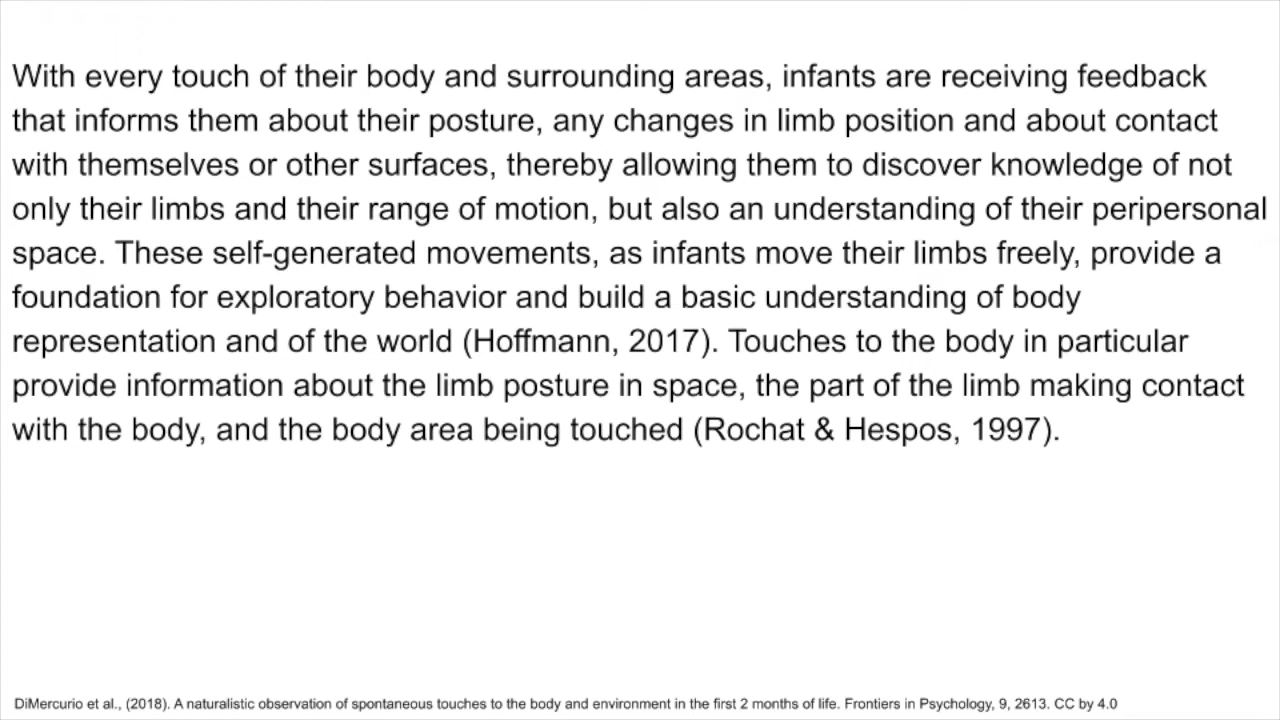 With every touch of their body and surrounding areas, infants are receiving feedback
that informs them about their posture, any changes in limb position and about contact
with themselves or other surfaces, thereby allowing them to discover knowledge of not
only their limbs and their range of motion, but also an understanding of their peripersonal
space. These self-generated movements, as infants move their limbs freely, provide a
foundation for exploratory behavior and build a basic understanding of body
representation and of the world (Hoffmann, 2017). Touches to the body in particular
provide information about the limb posture in space, the part of the limb making contact
with the body, and the body area being touched (Rochat & Hespos, 1997).
DiMercurio et al., (2018). A naturalistic observation of spontaneous touches to the body and environment in the first 2 months of life. Frontiers in Psychology, 9, 2613. CC by 4.0